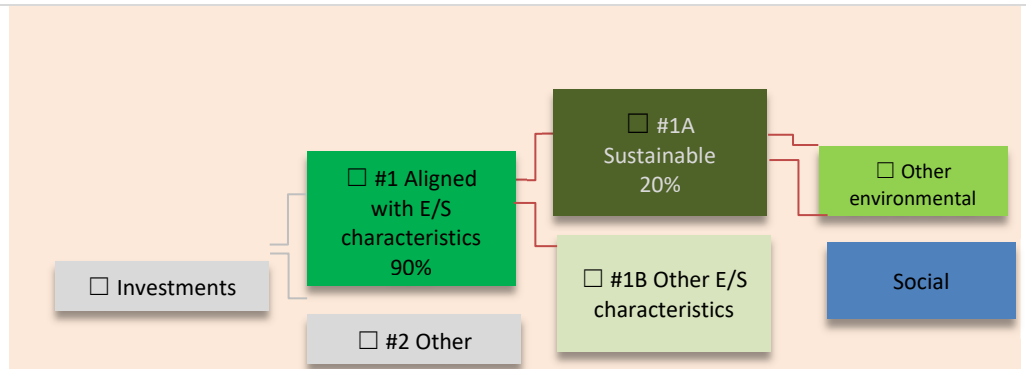 ☐ Investments
☐ #1 Aligned
with E/S
characteristics
90%
☐ #2 Other
☐ #1A
Sustainable
20%
☐ #1B Other E/S
characteristics
☐ Other
environmental
Social